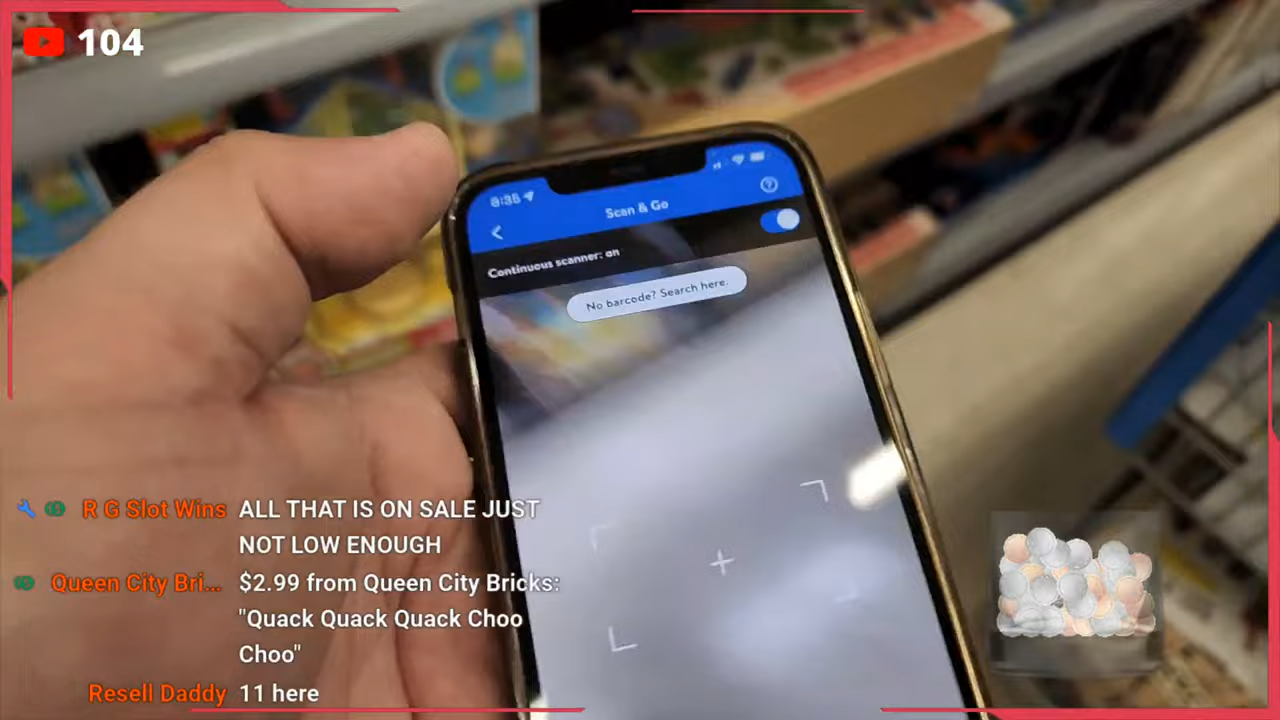 104
8:35
Scan & Go
Continuous scanner: on
No barcode? Search here.
R G Slot Wins ALL THAT IS ON SALE JUST
NOT LOW ENOUGH
Queen City Bri... $2.99 from Queen City Bricks:
"Quack Quack Quack Choo
Choo"
Resell Daddy 11 here